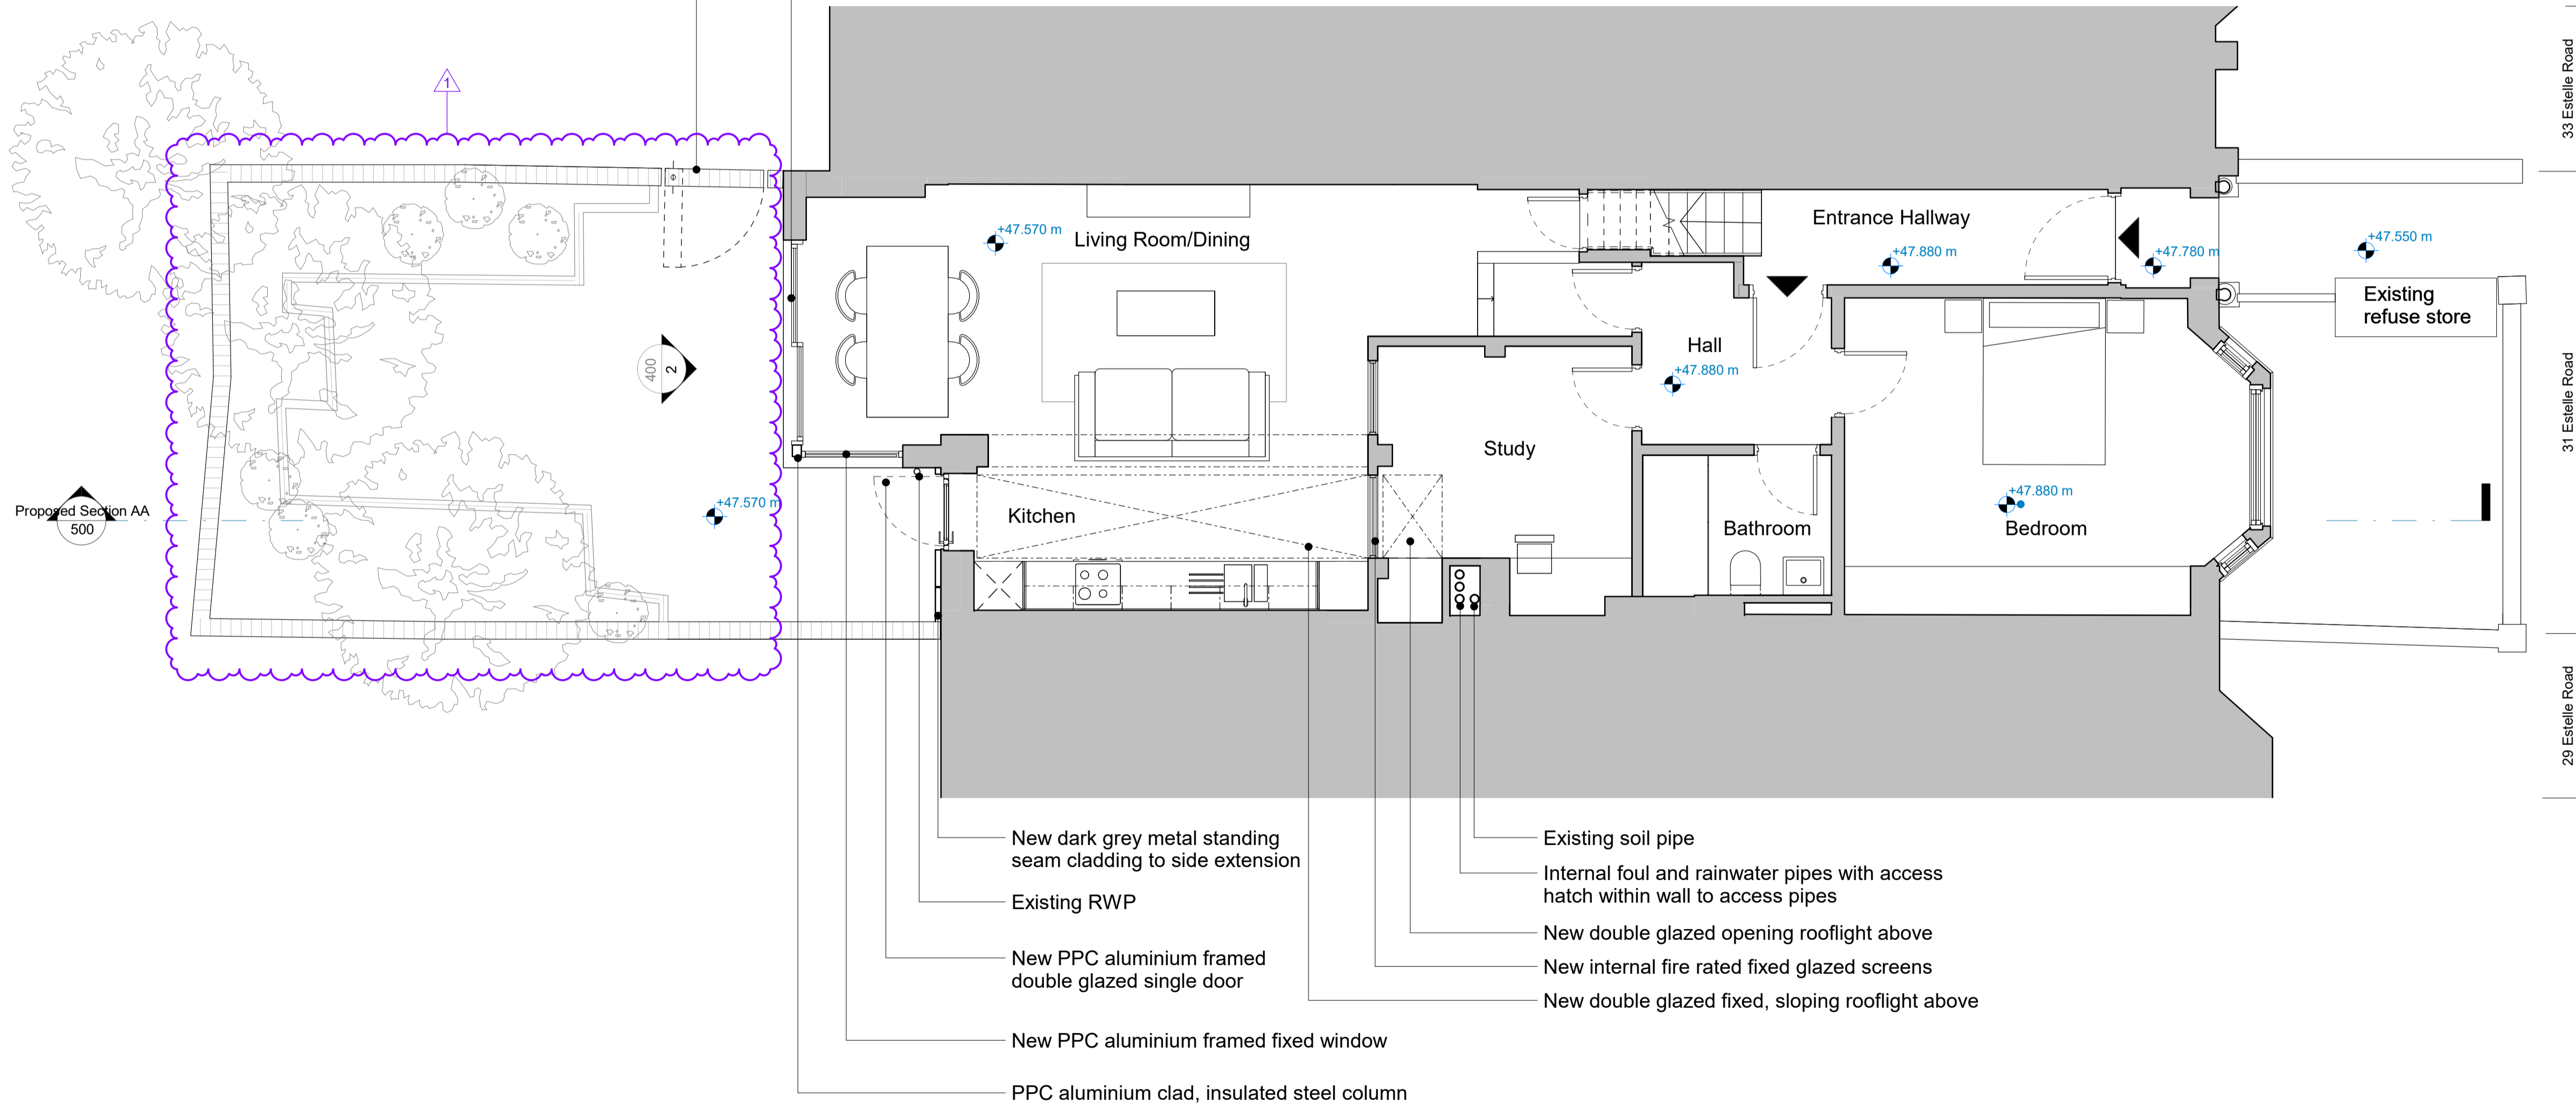 1
33 Estelle Road
+47.570 m
Living Room/Dining
Entrance Hallway
+47.880 m
+47.780 m
+47.550 m
Existing
refuse store
400
2
Hall
+47.880 m
31 Estelle Road
Study
Proposed Section AA
500
+47.570 m
Kitchen
Bathroom
+47.880 m
Bedroom
29 Estelle Road
New dark grey metal standing
seam cladding to side extension
Existing RWP
New PPC aluminium framed
double glazed single door
New PPC aluminium framed fixed window
PPC aluminium clad, insulated steel column
Existing soil pipe
Internal foul and rainwater pipes with access
hatch within wall to access pipes
New double glazed opening rooflight above
New internal fire rated fixed glazed screens
New double glazed fixed, sloping rooflight above